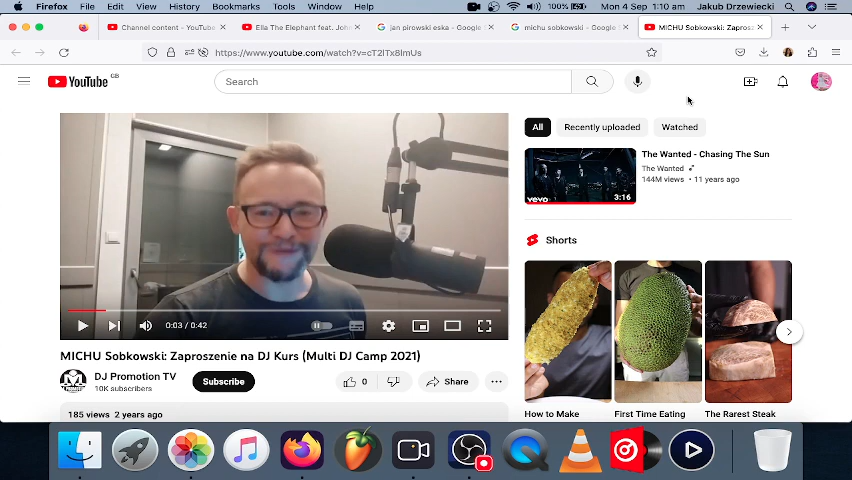 Firefox File Edit View History Bookmarks Tools Window Help 100% Mon 4 Sep 1:10 am Jakub Drzewiecki
Channel content - YouTube
Ella The Elephant feat. John
jan pirowski eska - Google
michu sobkowski - Google
MICHU Sobkowski: Zapros
https://www.youtube.com/watch?v=cT2lTx8lmUs
YouTube GB
Search
All Recently uploaded Watched
The Wanted - Chasing The Sun
The Wanted
144M views • 11 years ago
vevo 3:16
Shorts
0:03 / 0:42
MICHU Sobkowski: Zaproszenie na DJ Kurs (Multi DJ Camp 2021)
DJ Promotion TV
10K subscribers
Subscribe
0
Share
185 views 2 years ago
How to Make
First Time Eating
The Rarest Steak